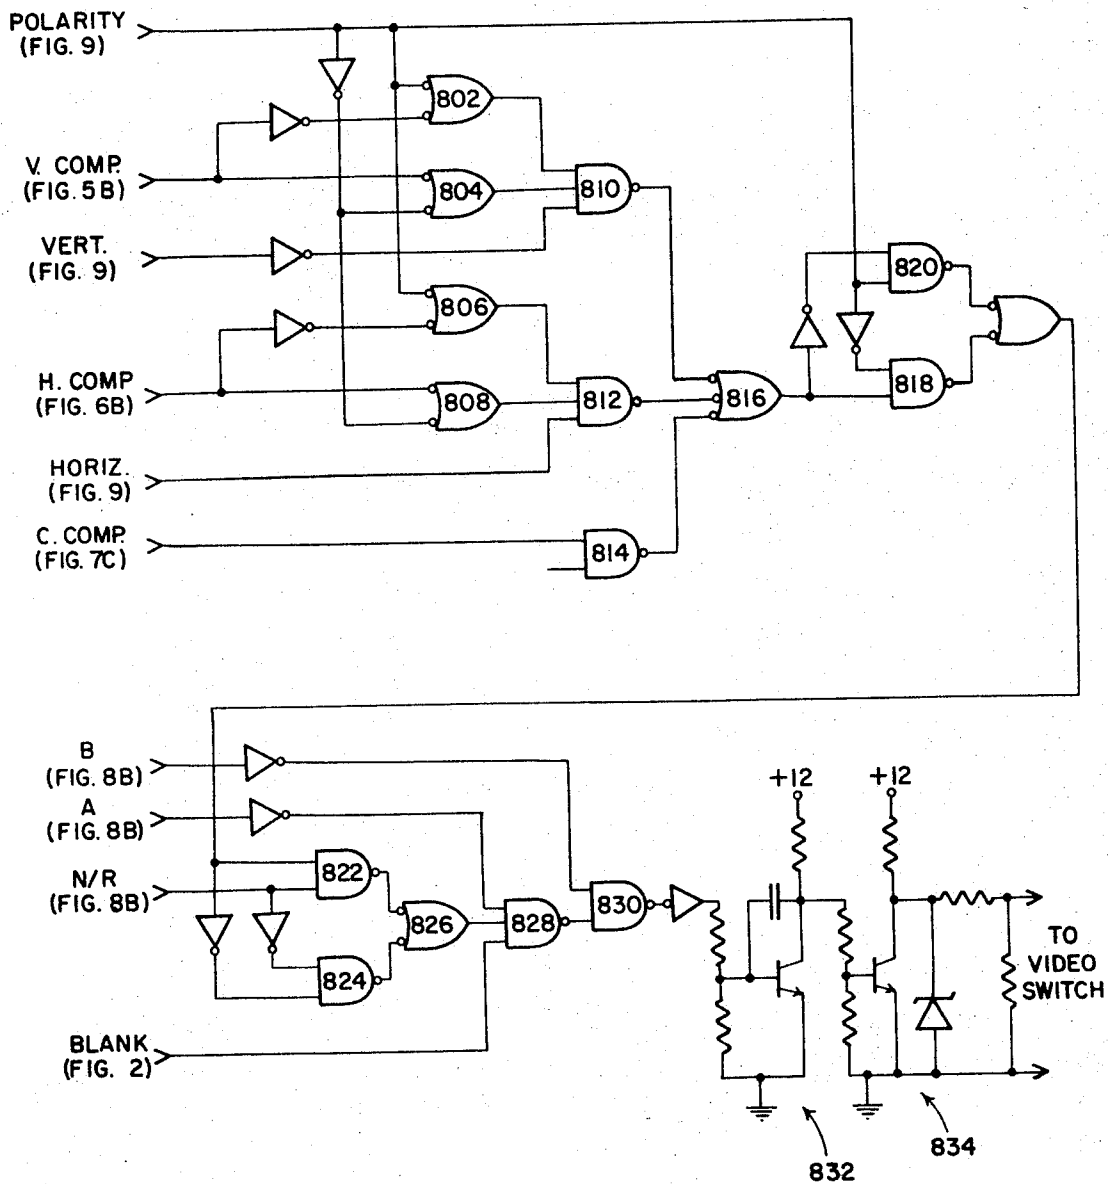 POLARITY
(FIG. 9)
802
V. COMP.
(FIG. 5B)
804
810
VERT.
(FIG. 9)
820
806
H. COMP
(FIG. 6B)
808
812
816
818
HORIZ.
(FIG. 9)
C. COMP.
(FIG. 7C)
814
B
(FIG. 8B)
A
(FIG. 8B)
N/R
(FIG. 8B)
822
826
828
830
824
BLANK
(FIG. 2)
+12
+12
TO
VIDEO
SWITCH
832
834